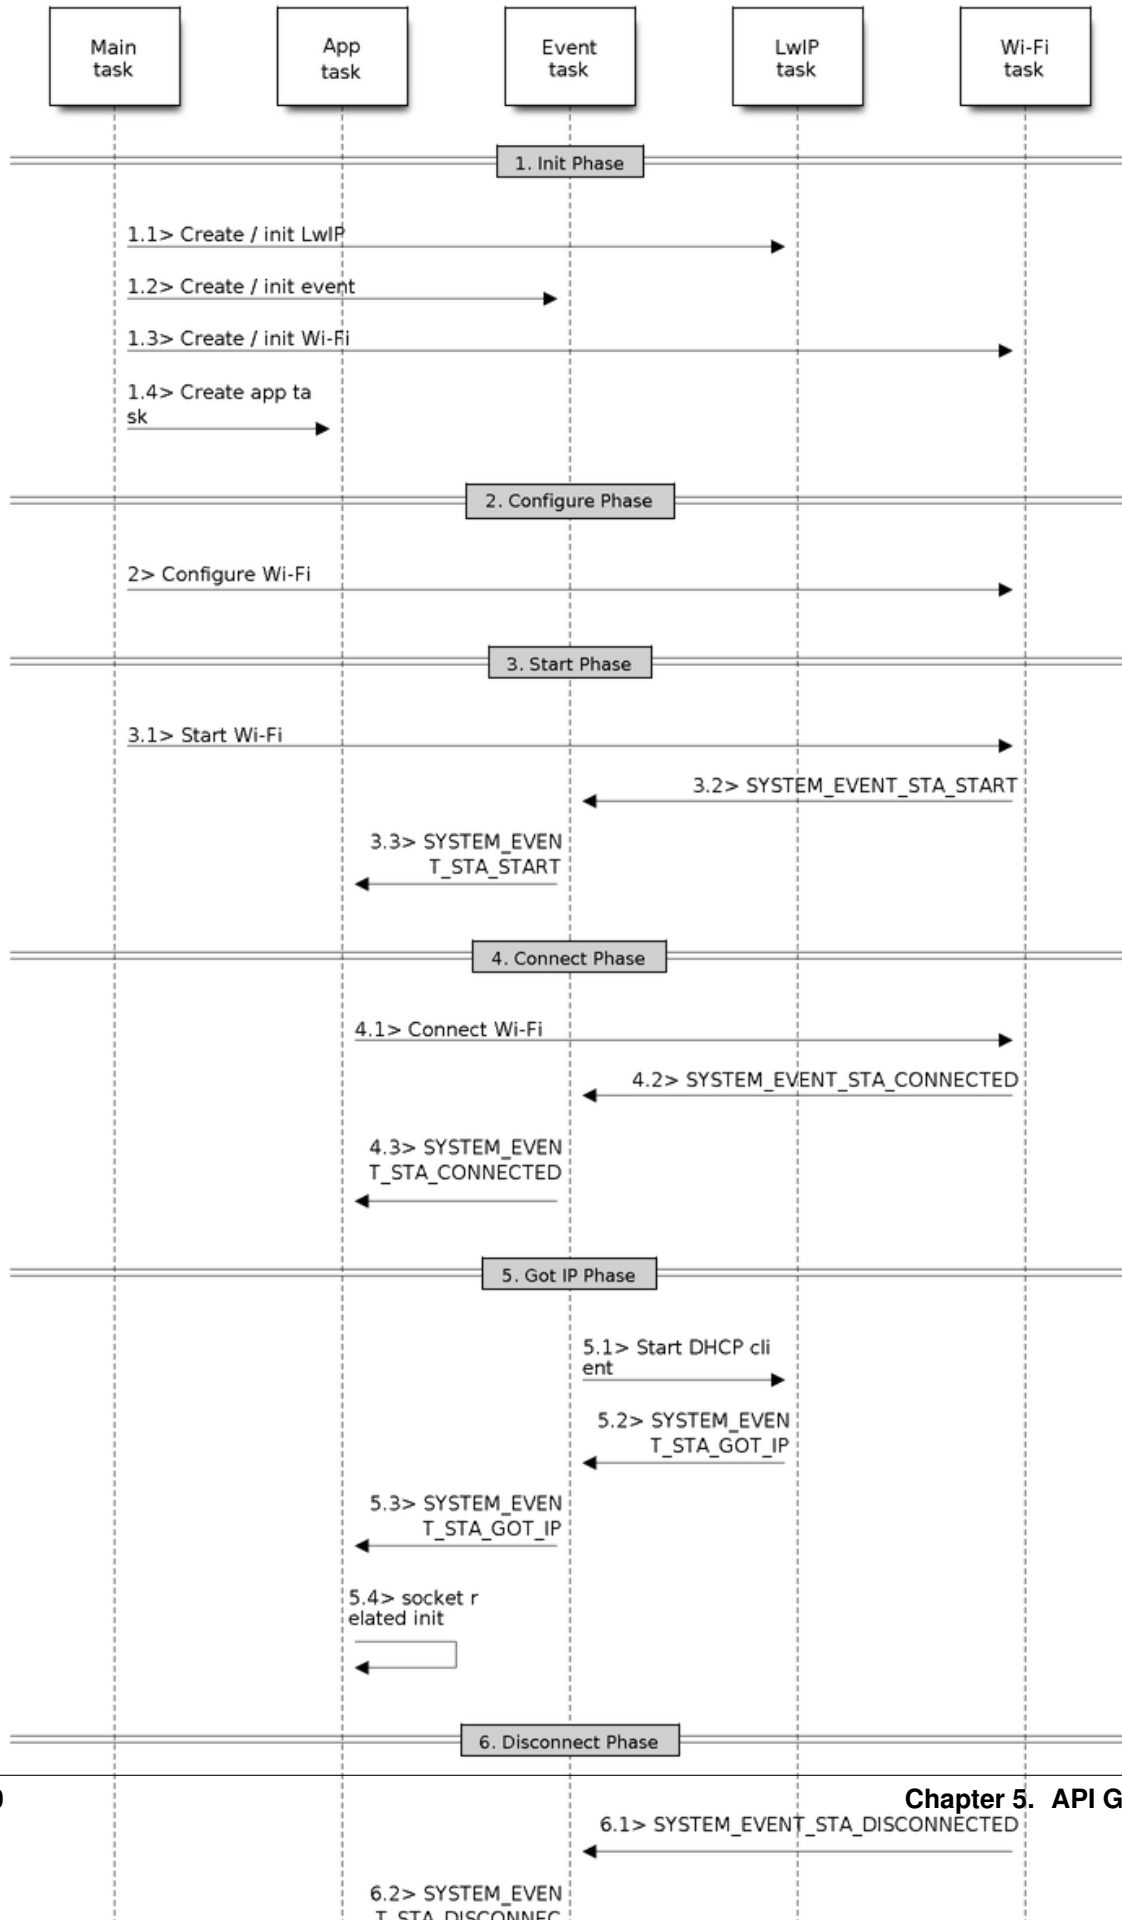 Main
task
App
task
Event
task
LwIP
task
Wi-Fi
task
1. Init Phase
1.1> Create / init LwIP
1.2> Create / init event
1.3> Create / init Wi-Fi
1.4> Create app ta
sk
2. Configure Phase
2> Configure Wi-Fi
3. Start Phase
3.1> Start Wi-Fi
3.2> SYSTEM_EVENT_STA_START
3.3> SYSTEM_EVEN
T_STA_START
4. Connect Phase
4.1> Connect Wi-Fi
4.2> SYSTEM_EVENT_STA_CONNECTED
4.3> SYSTEM_EVEN
T_STA_CONNECTED
5. Got IP Phase
5.1> Start DHCP cli
ent
5.2> SYSTEM_EVEN
T_STA_GOT_IP
5.3> SYSTEM_EVEN
T_STA_GOT_IP
5.4> socket r
elated init
6. Disconnect Phase
Chapter 5. API G
6.1> SYSTEM_EVENT_STA_DISCONNECTED
6.2> SYSTEM_EVEN
T_STA_DISCONNEC